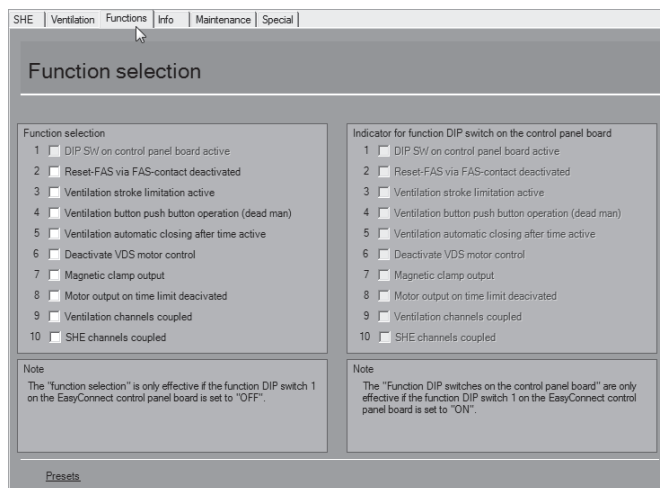 SHE Ventilation Functions Info Maintenance Special
Function selection
Function selection
1 DIP SW on control panel board active
2 Reset-FAS via FAS-contact deactivated
3 Ventilation stroke limitation active
4 Ventilation button push button operation (dead man)
5 Ventilation automatic closing after time active
6 Deactivate VDS motor control
7 Magnetic clamp output
8 Motor output on time limit deacivated
9 Ventilation channels coupled
10 SHE channels coupled
Note
The "function selection" is only effective if the function DIP switch 1
on the EasyConnect control panel board is set to "OFF".
Indicator for function DIP switch on the control panel board
1 DIP SW on control panel board active
2 Reset-FAS via FAS-contact deactivated
3 Ventilation stroke limitation active
4 Ventilation button push button operation (dead man)
5 Ventilation automatic closing after time active
6 Deactivate VDS motor control
7 Magnetic clamp output
8 Motor output on time limit deacivated
9 Ventilation channels coupled
10 SHE channels coupled
Note
The "Function DIP switches on the control panel board" are only
effective if the function DIP switch 1 on the EasyConnect control
panel board is set to "ON".
Presets